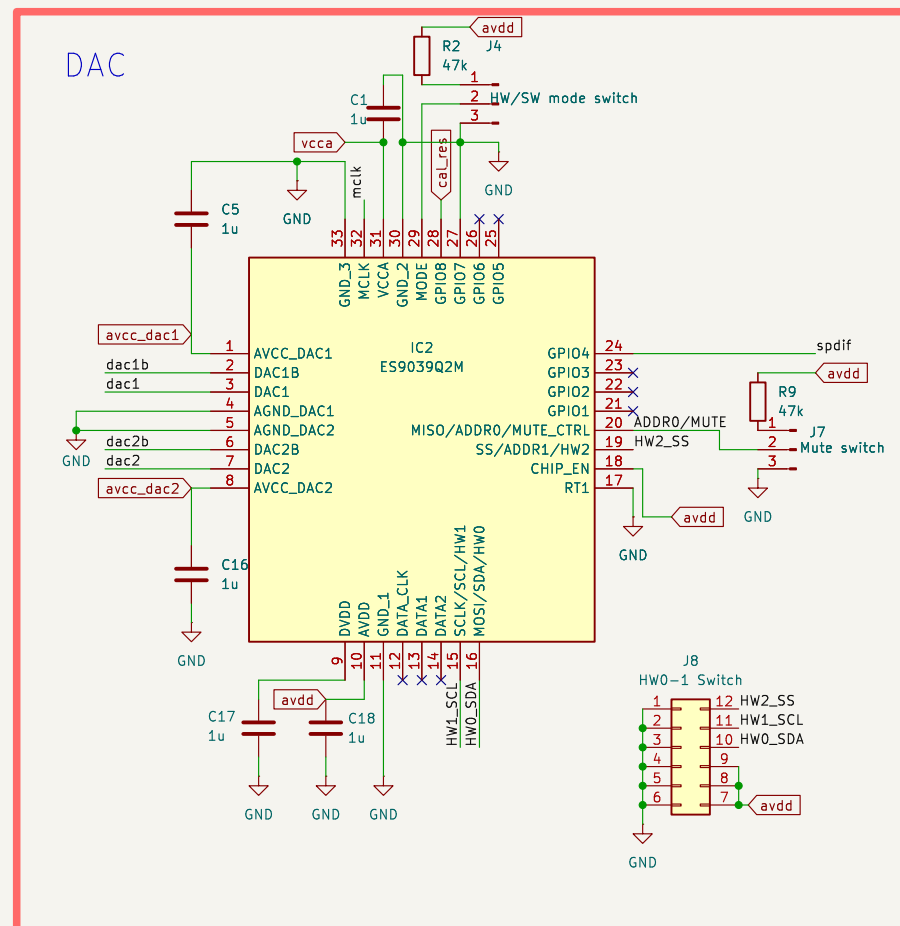 DAC
avdd
R2
47k
J4
1
2
3
HW/SW mode switch
C1
1u
vcca
cal_res
mclk
GND
GND
C5
1u
33
32
31
30
29
28
27
26
25
GND_3
MCLK
VCCA
GND_2
MODE
GPIO8
GPIO7
GPIO6
GPIO5
IC2
ES9039Q2M
avcc_dac1
dac1b
dac1
GND
dac2b
dac2
avcc_dac2
1 AVCC_DAC1
2 DAC1B
3 DAC1
4 AGND_DAC1
5 AGND_DAC2
6 DAC2B
7 DAC2
8 AVCC_DAC2
GPIO4 24
GPIO3 23
GPIO2 22
GPIO1 21
MISO/ADDR0/MUTE_CTRL 20
SS/ADDR1/HW2 19
CHIP_EN 18
RT1 17
spdif
avdd
R9
47k
ADDR0/MUTE
HW2_SS
1
2
3
J7
Mute switch
GND
avdd
GND
C16
1u
GND
DVDD
AVDD
GND_1
DATA_CLK
DATA1
DATA2
SCLK/SCL/HW1
MOSI/SDA/HW0
9
10
11
12
13
14
15
16
avdd
HW1_SCL
HW0_SDA
C17
1u
C18
1u
GND
GND
GND
J8
HW0-1 Switch
1 12 HW2_SS
2 11 HW1_SCL
3 10 HW0_SDA
4 9
5 8
6 7 avdd
GND